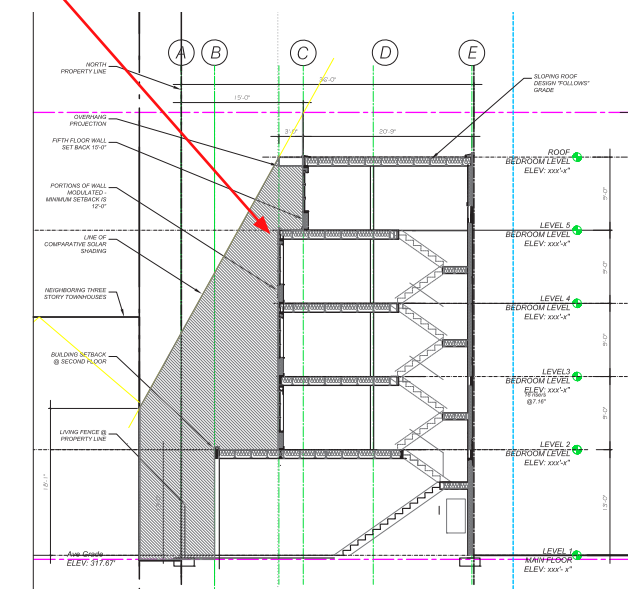 A B C D E
NORTH
PROPERTY LINE
15'-0"
SLOPING ROOF
DESIGN "FOLLOWS"
GRADE
OVERHANG
PROJECTION
3'-0"
20'-9"
FIFTH FLOOR WALL
SET BACK 15'-0"
ROOF
BEDROOM LEVEL
ELEV: xxx'-x"
PORTIONS OF WALL
MODULATED -
MINIMUM SETBACK IS
12'-0"
9'-0"
LEVEL 5
BEDROOM LEVEL
ELEV: xxx'-x"
LINE OF
COMPARATIVE SOLAR
SHADING
9'-0"
NEIGHBORING THREE
STORY TOWNHOUSES
LEVEL 4
BEDROOM LEVEL
ELEV: xxx'-x"
9'-0"
BUILDING SETBACK
@ SECOND FLOOR
LEVEL3
BEDROOM LEVEL
ELEV: xxx'-x"
16 risers
@7.16"
9'-0"
LIVING FENCE @
PROPERTY LINE
LEVEL 2
BEDROOM LEVEL
ELEV: xxx'-x"
13'-0"
Ave Grade
ELEV: 317.67'
LEVEL 1
MAIN FLOOR
ELEV: xxx'- x"